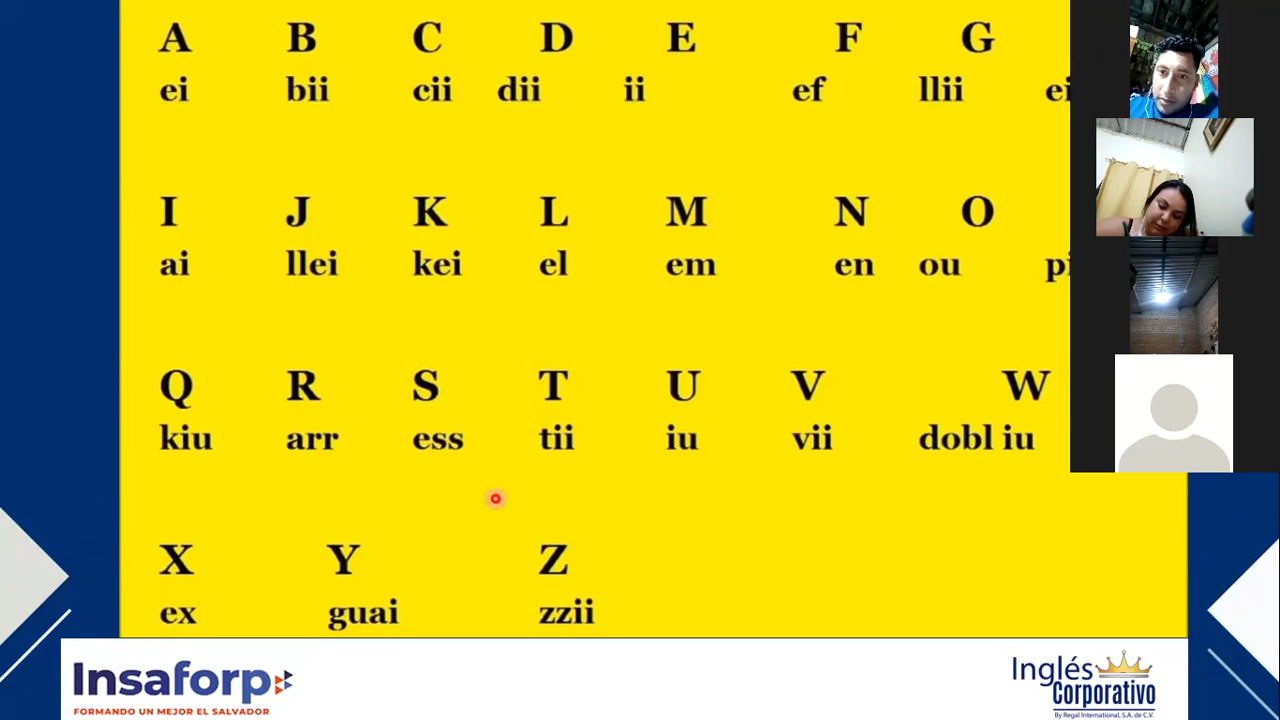 A B C D E F G
ei bii cii dii ii ef llii
I J K L M N O
ai llei kei el em en ou
Q R S T U V W
kiu arr ess tii iu vii dobl iu
X Y Z
ex guai zzii
Insaforp
FORMANDO UN MEJOR EL SALVADOR
Inglés
Corporativo
By Regal International, S.A. de C.V.